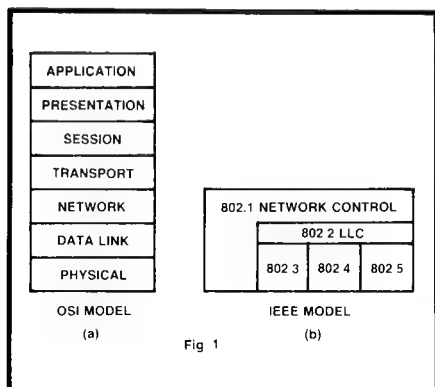 APPLICATION
PRESENTATION
SESSION
TRANSPORT
NETWORK
DATA LINK
PHYSICAL
OSI MODEL
(a)
802.1 NETWORK CONTROL
802 2 LLC
802 3 802 4 802 5
IEEE MODEL
(b)
Fig 1